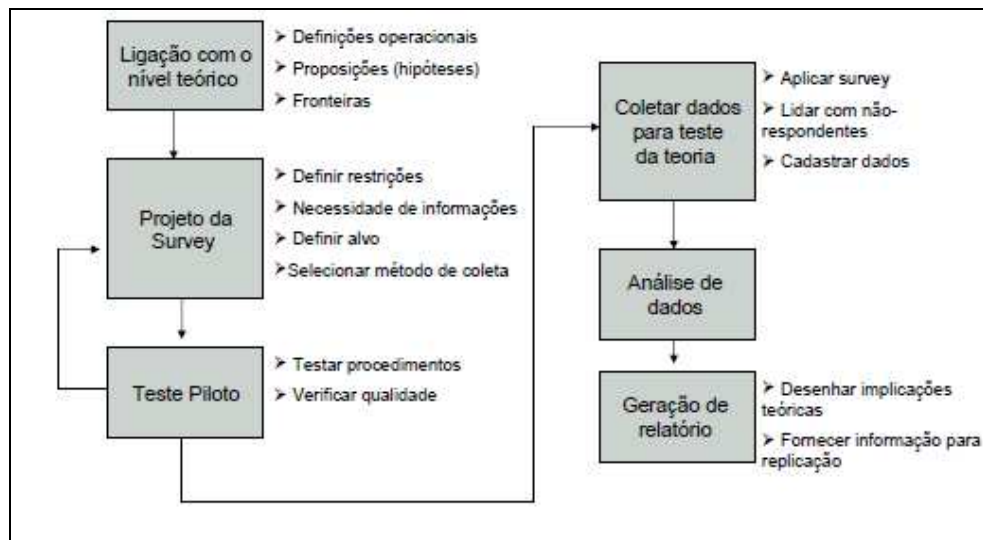 Ligação com o
nível teórico
➢ Definições operacionais
➢ Proposições (hipóteses)
➢ Fronteiras
Projeto da
Survey
➢ Definir restrições
➢ Necessidade de informações
➢ Definir alvo
➢ Selecionar método de coleta
Teste Piloto
➢ Testar procedimentos
➢ Verificar qualidade
Coletar dados
para teste
da teoria
➢ Aplicar survey
➢ Lidar com não-
respondentes
➢ Cadastrar dados
Análise de
dados
Geração de
relatório
➢ Desenhar implicações
teóricas
➢ Fornecer informação para
replicação